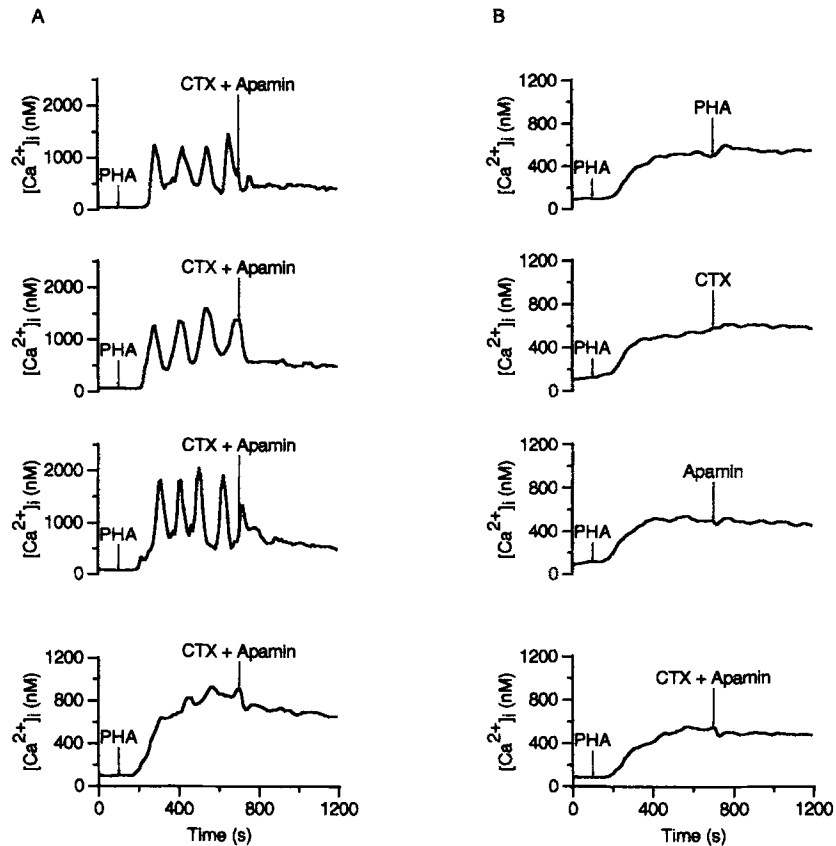 A
CTX + Apamin
2000
1000
0
[Ca2+]i (nM)
PHA
CTX + Apamin
2000
1000
0
[Ca2+]i (nM)
PHA
CTX + Apamin
2000
1000
0
[Ca2+]i (nM)
PHA
CTX + Apamin
1200
800
400
0
[Ca2+]i (nM)
PHA
0 400 800 1200
Time (s)
B
1200
800
400
0
[Ca2+]i (nM)
PHA
PHA
1200
800
400
0
[Ca2+]i (nM)
PHA
CTX
1200
800
400
0
[Ca2+]i (nM)
PHA
Apamin
1200
800
400
0
[Ca2+]i (nM)
PHA
CTX + Apamin
0 400 800 1200
Time (s)